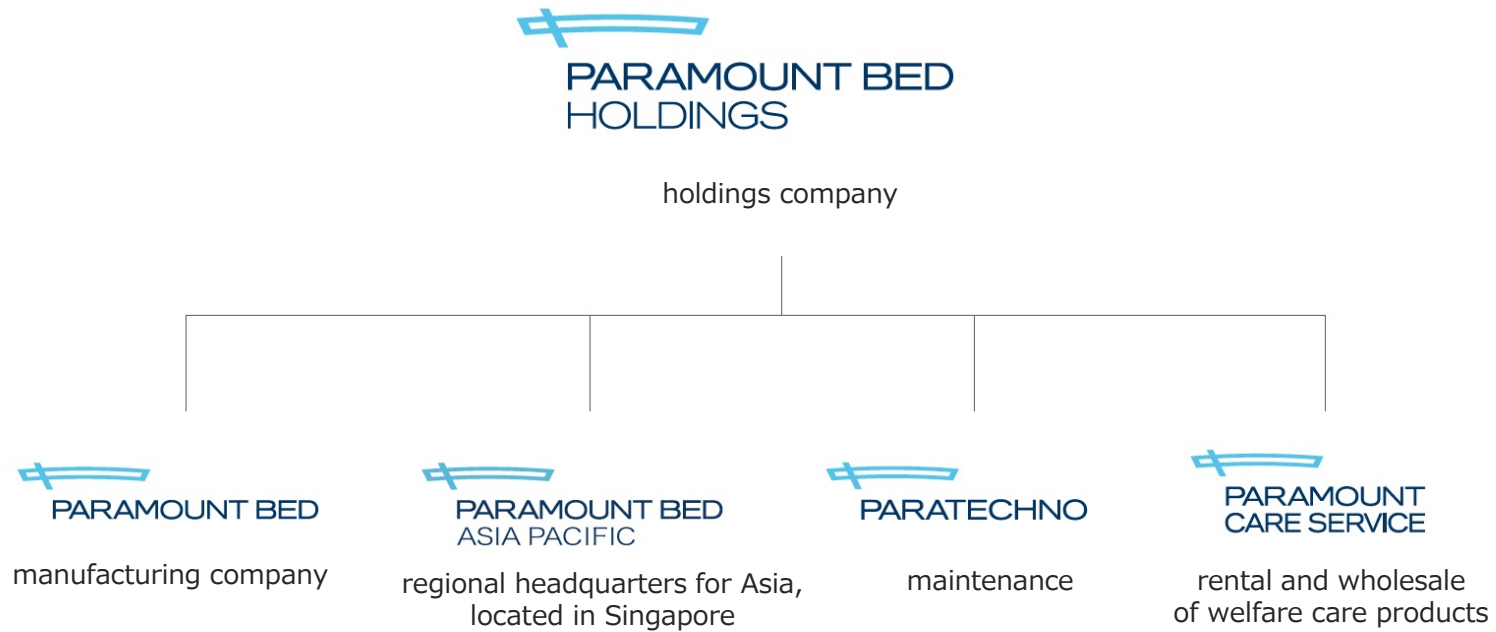 PARAMOUNT BED
HOLDINGS
holdings company
PARAMOUNT BED
manufacturing company
PARAMOUNT BED
ASIA PACIFIC
regional headquarters for Asia,
located in Singapore
PARATECHNO
maintenance
PARAMOUNT
CARE SERVICE
rental and wholesale
of welfare care products